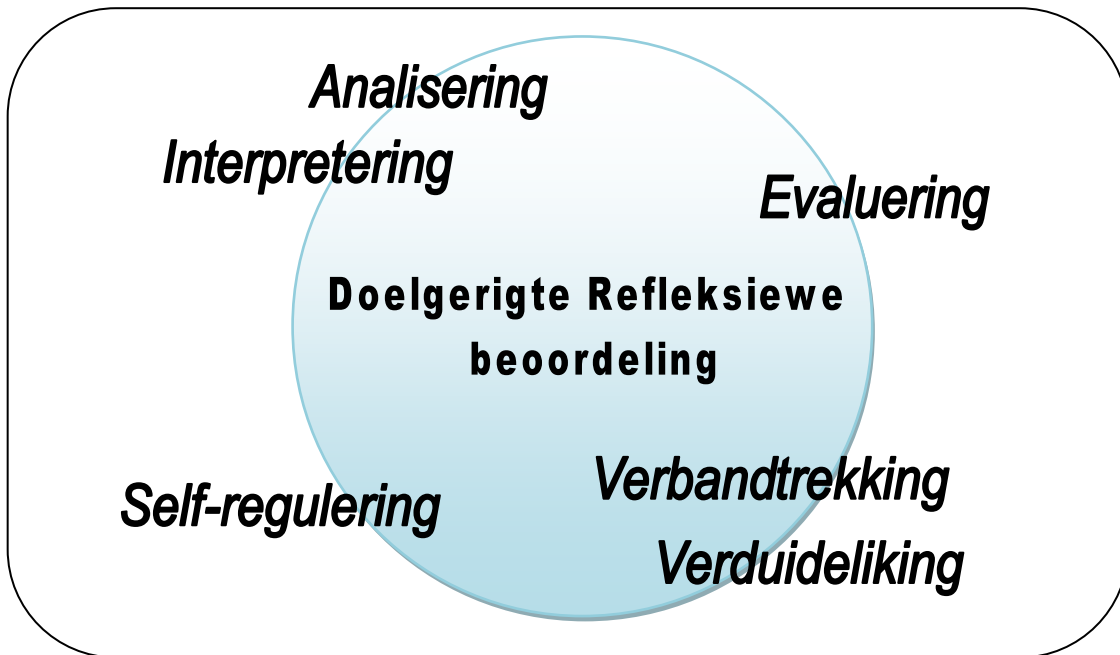 Analisering
Interpretering
Evaluering
Doelgerigte Refleksiewe
beoordeling
Verbandtrekking
Self-regulering
Verduideliking